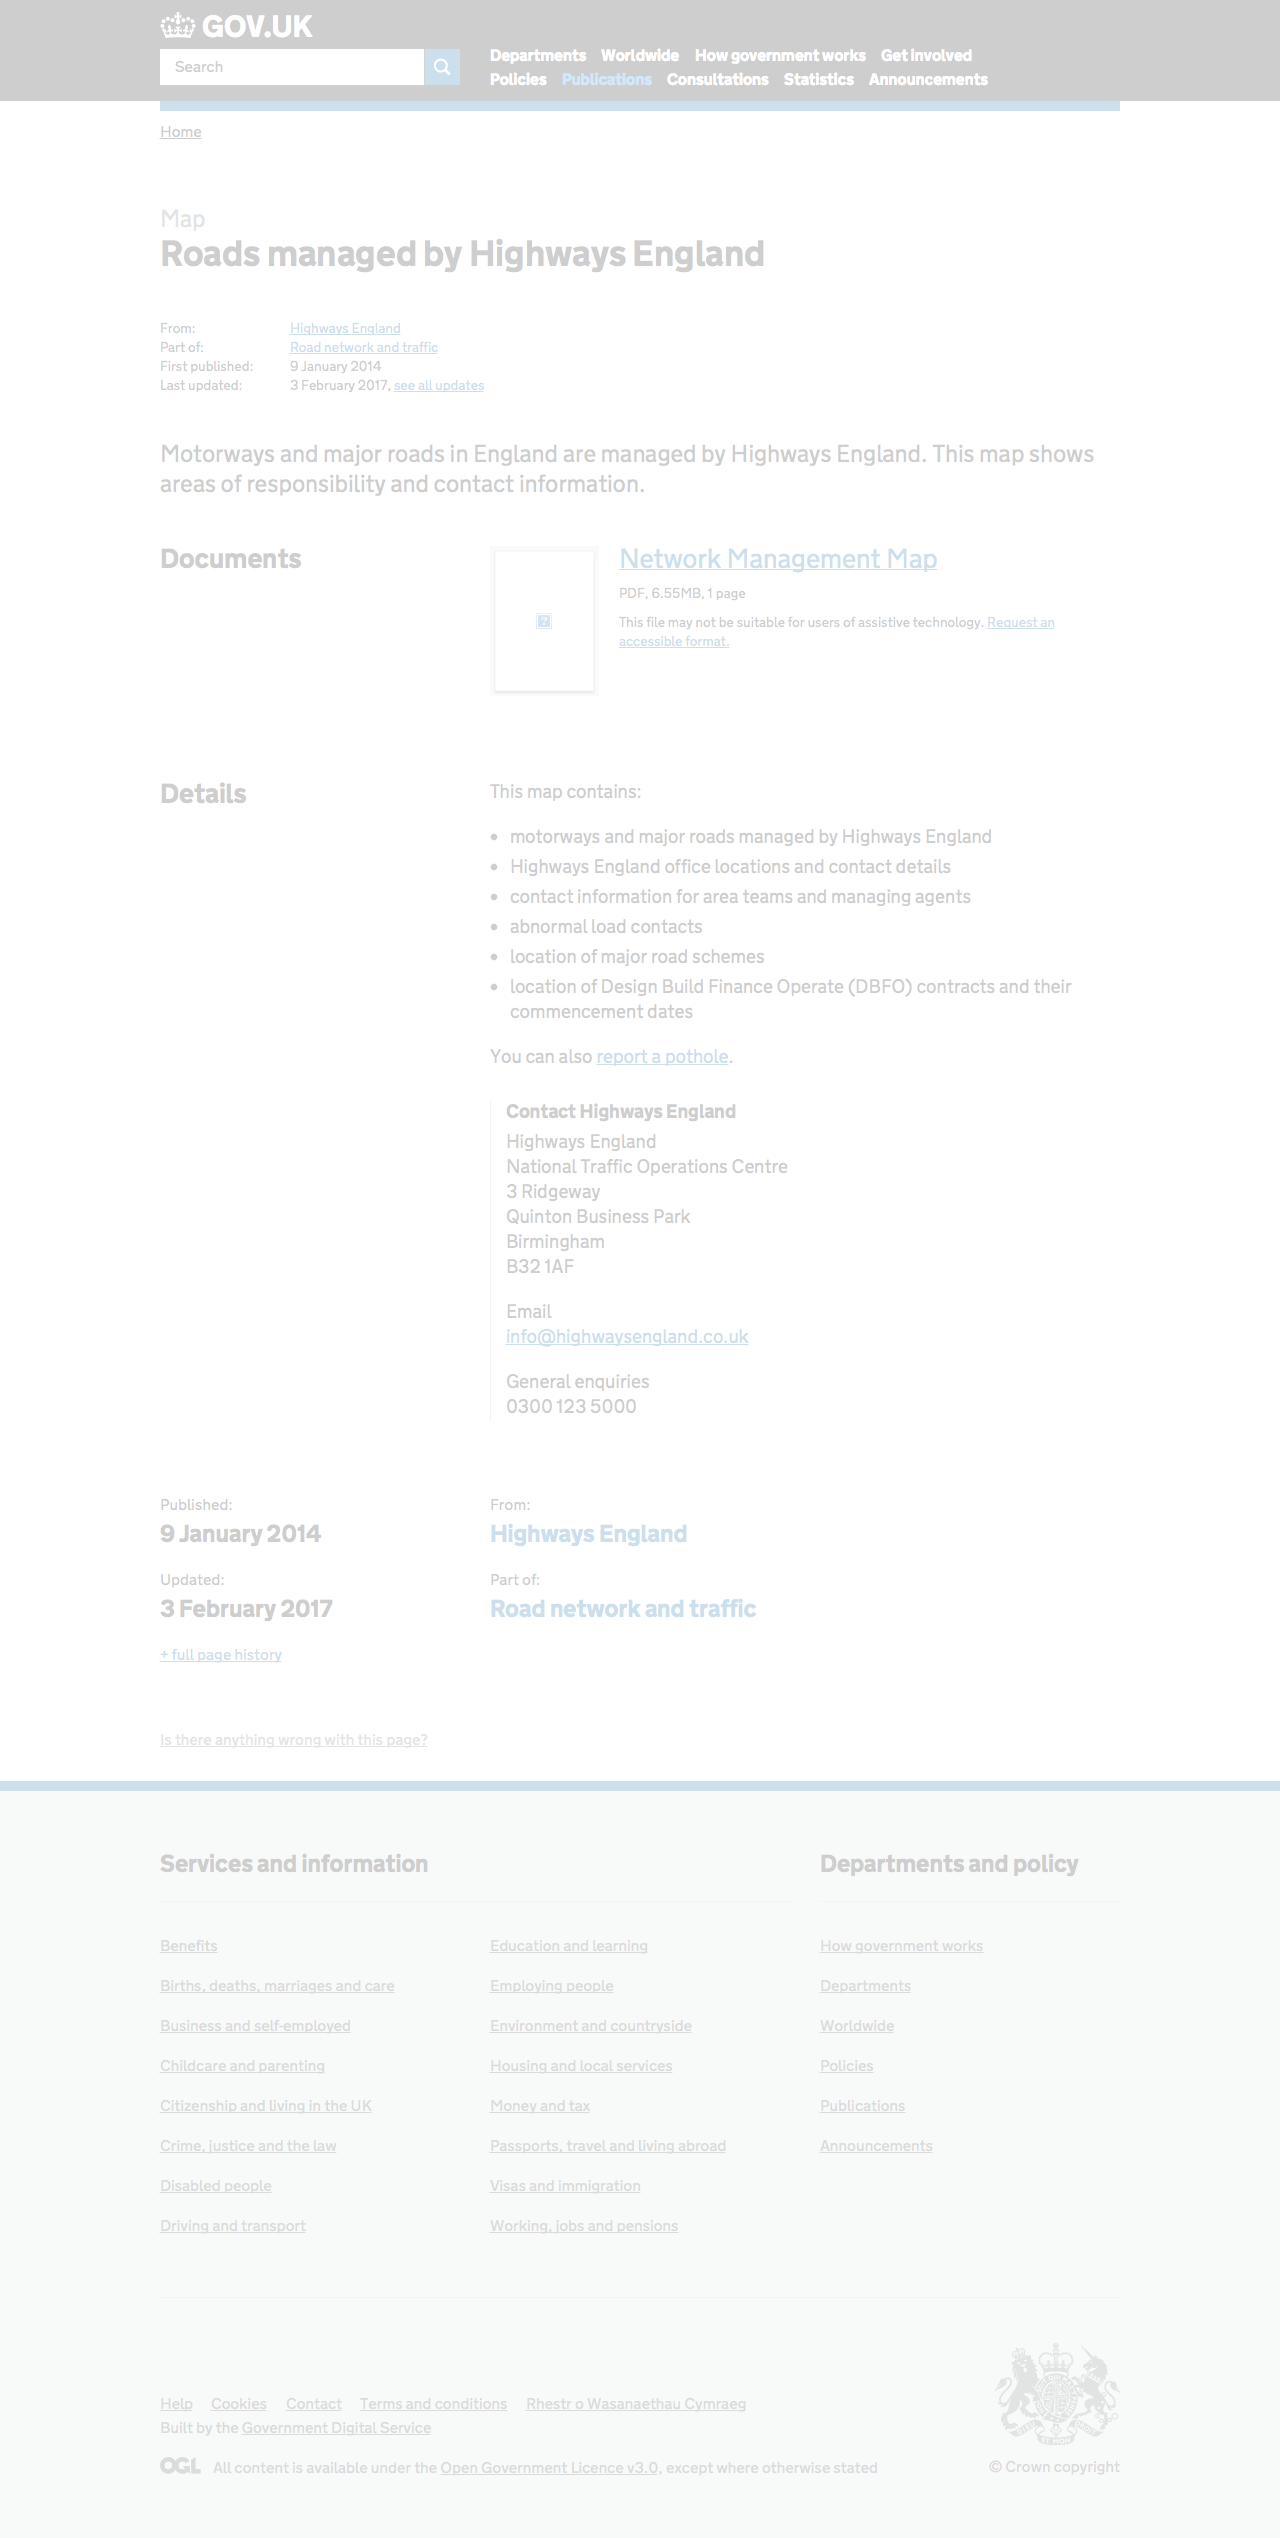 GOV.UK
Search
Departments Worldwide How government works Get involved
Policies Publications Consultations Statistics Announcements
Home
Map
Roads managed by Highways England
From: Highways England
Part of: Road network and traffic
First published: 9 January 2014
Last updated: 3 February 2017, see all updates
Motorways and major roads in England are managed by Highways England. This map shows
areas of responsibility and contact information.
Documents
Network Management Map
PDF, 6.55MB, 1 page
This file may not be suitable for users of assistive technology. Request an
accessible format.
Details
This map contains:
• motorways and major roads managed by Highways England
• Highways England office locations and contact details
• contact information for area teams and managing agents
• abnormal load contacts
• location of major road schemes
• location of Design Build Finance Operate (DBFO) contracts and their
commencement dates
You can also report a pothole.
Contact Highways England
Highways England
National Traffic Operations Centre
3 Ridgeway
Quinton Business Park
Birmingham
B32 1AF
Email
info@highwaysengland.co.uk
General enquiries
0300 123 5000
Published:
9 January 2014
Updated:
3 February 2017
+ full page history
From:
Highways England
Part of:
Road network and traffic
Is there anything wrong with this page?
Services and information
Benefits
Births, deaths, marriages and care
Business and self-employed
Childcare and parenting
Citizenship and living in the UK
Crime, justice and the law
Disabled people
Driving and transport
Education and learning
Employing people
Environment and countryside
Housing and local services
Money and tax
Passports, travel and living abroad
Visas and immigration
Working, jobs and pensions
Departments and policy
How government works
Departments
Worldwide
Policies
Publications
Announcements
Help Cookies Contact Terms and conditions Rhestr o Wasanaethau Cymraeg
Built by the Government Digital Service
OGL All content is available under the Open Government Licence v3.0, except where otherwise stated
© Crown copyright